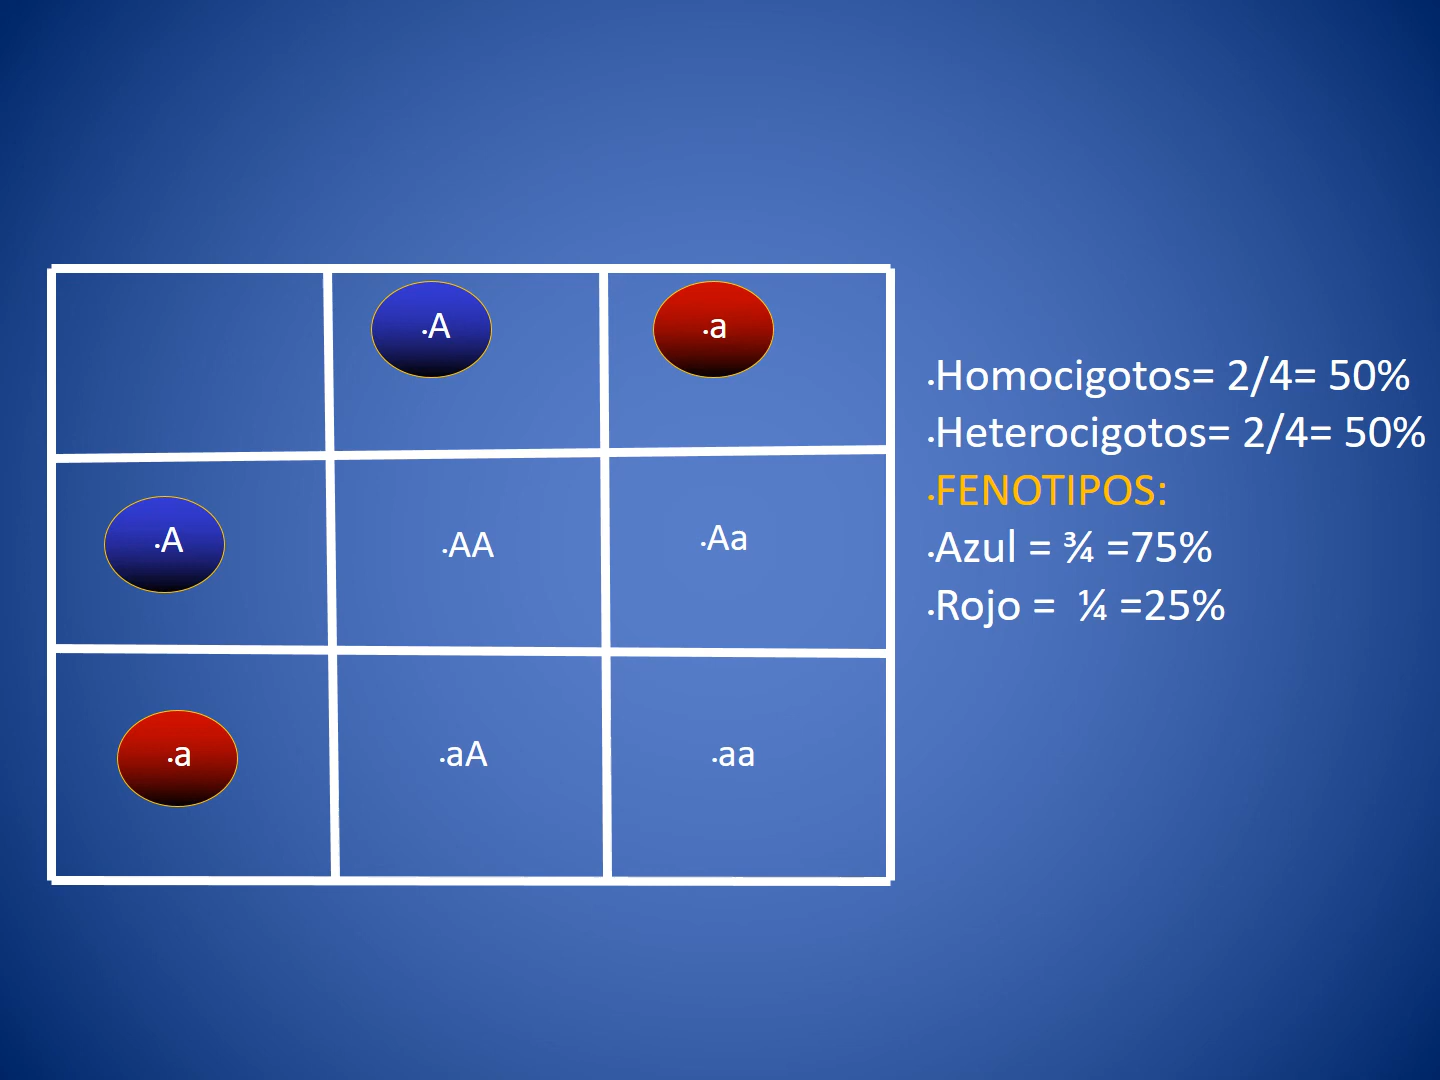 .A
.a
.A
.AA
.Aa
.a
.aA
.aa
.Homocigotos= 2/4= 50%
.Heterocigotos= 2/4= 50%
.FENOTIPOS:
.Azul = ¾ =75%
.Rojo =  ¼ =25%